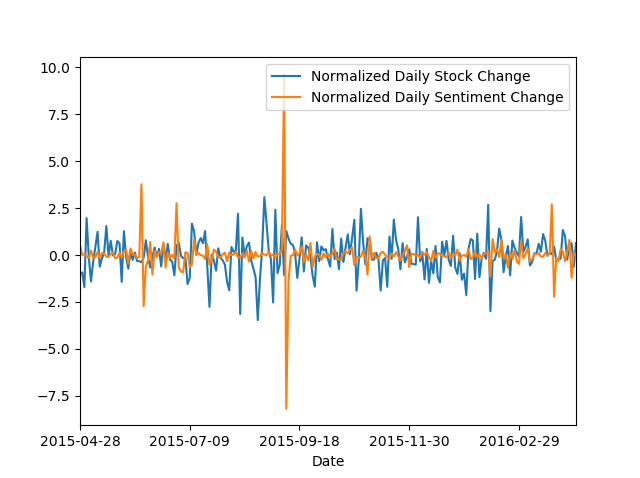 10.0
7.5
5.0
2.5
0.0
−2.5
−5.0
−7.5
Normalized Daily Stock Change
Normalized Daily Sentiment Change
2015-04-28 2015-07-09 2015-09-18 2015-11-30 2016-02-29
Date